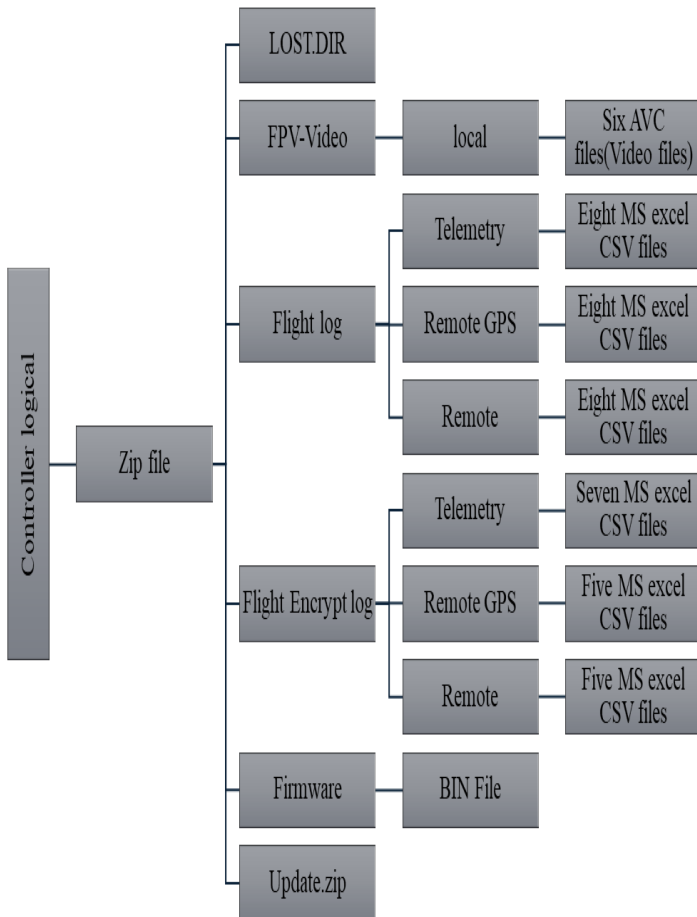 Controller logical
Zip file
LOST.DIR
FPV-Video
local
Six AVC
files(Video files)
Flight log
Telemetry
Eight MS excel
CSV files
Remote GPS
Eight MS excel
CSV files
Remote
Eight MS excel
CSV files
Flight Encrypt log
Telemetry
Seven MS excel
CSV files
Remote GPS
Five MS excel
CSV files
Remote
Five MS excel
CSV files
Firmware
BIN File
Update.zip